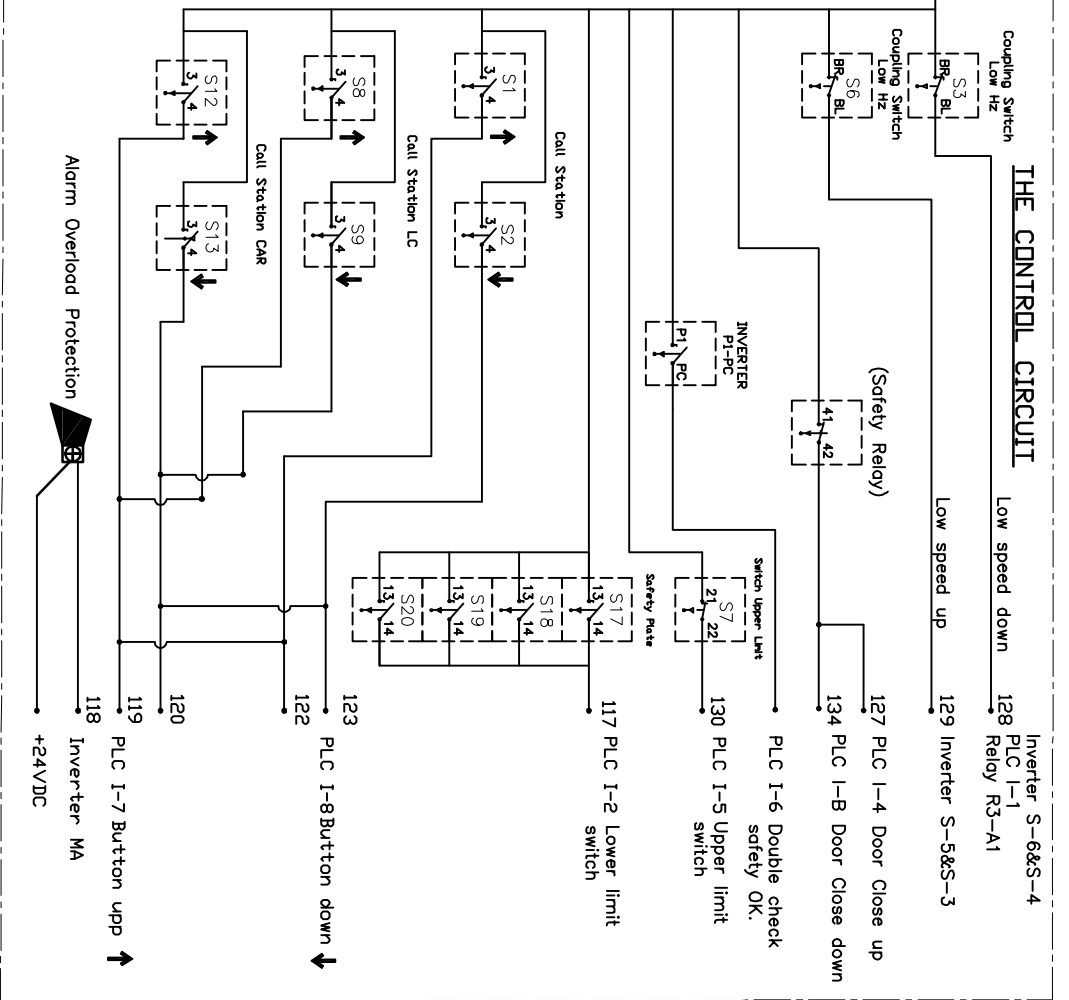 THE CONTROL CIRCUIT
Coupling Switch
Low Hz
S3
BR
BL
Coupling Switch
Low Hz
S6
BR
BL
Call Station
S1
3
4
S2
3
4
Call Station LC
S8
3
4
S9
3
4
Call Station CAR
S12
3
4
S13
3
4
INVERTER
P1-PC
P1
PC
(Safety Relay)
41
42
Switch Upper Limit
S7
21
22
Safety Plate
S17
13
14
S18
13
14
S19
13
14
S20
13
14
Alarm Overload Protection
Low speed down
Low speed up
Inverter S-6&S-4
128 PLC I-1
Relay R3-A1
129 Inverter S-5&S-3
127 PLC I-4 Door Close up
134 PLC I-B Door Close down
PLC I-6 Double check
safety OK.
130 PLC I-5 Upper limit
switch
117 PLC I-2 Lower limit
switch
123
PLC I-8 Button down
122
120
119 PLC I-7 Button upp
118
Inverter MA
+24VDC